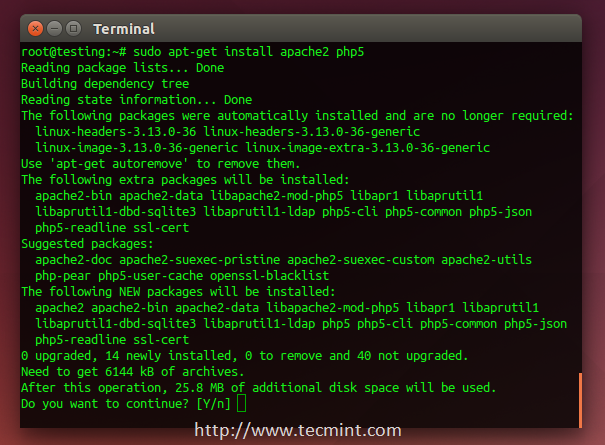 Terminal
root@testing:~# sudo apt-get install apache2 php5
Reading package lists... Done
Building dependency tree
Reading state information... Done
The following packages were automatically installed and are no longer required:
  linux-headers-3.13.0-36 linux-headers-3.13.0-36-generic
  linux-image-3.13.0-36-generic linux-image-extra-3.13.0-36-generic
Use 'apt-get autoremove' to remove them.
The following extra packages will be installed:
  apache2-bin apache2-data libapache2-mod-php5 libapr1 libaprutil1
  libaprutil1-dbd-sqlite3 libaprutil1-ldap php5-cli php5-common php5-json
  php5-readline ssl-cert
Suggested packages:
  apache2-doc apache2-suexec-pristine apache2-suexec-custom apache2-utils
  php-pear php5-user-cache openssl-blacklist
The following NEW packages will be installed:
  apache2 apache2-bin apache2-data libapache2-mod-php5 libapr1 libaprutil1
  libaprutil1-dbd-sqlite3 libaprutil1-ldap php5 php5-cli php5-common php5-json
  php5-readline ssl-cert
0 upgraded, 14 newly installed, 0 to remove and 40 not upgraded.
Need to get 6144 kB of archives.
After this operation, 25.8 MB of additional disk space will be used.
Do you want to continue? [Y/n]
http://www.tecmint.com